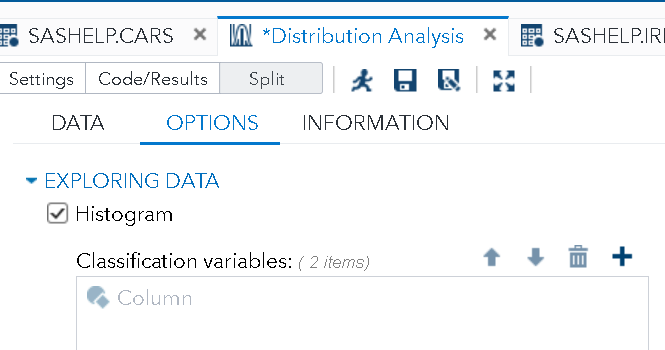 SASHELP.CARS *Distribution Analysis SASHELP.IRI
Settings Code/Results Split
DATA OPTIONS INFORMATION
EXPLORING DATA
Histogram
Classification variables: ( 2 items)
Column